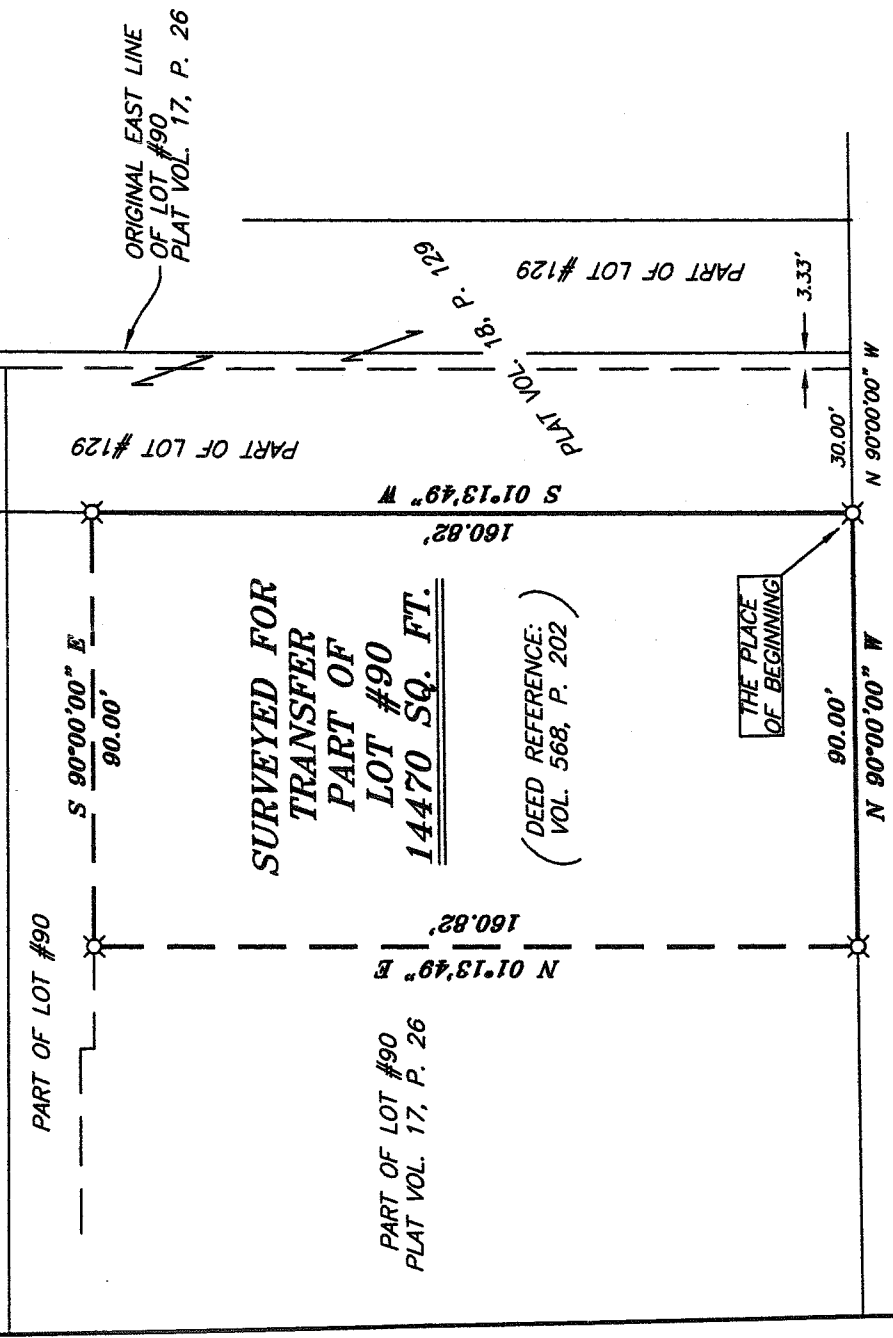 ORIGINAL EAST LINE
OF LOT #90
PLAT VOL. 17, P. 26
PART OF LOT #129
PLAT VOL. 18, P. 129
PART OF LOT #129
3.33'
30.00'
N 90°00'00" W
S 01°13'49" W
160.82'
S 90°00'00" E
90.00'
SURVEYED FOR
TRANSFER
PART OF
LOT #90
14470 SQ. FT.
(DEED REFERENCE:
VOL. 568, P. 202)
THE PLACE
OF BEGINNING
90.00'
N 90°00'00" W
160.82'
N 01°13'49" E
PART OF LOT #90
PART OF LOT #90
PLAT VOL. 17, P. 26